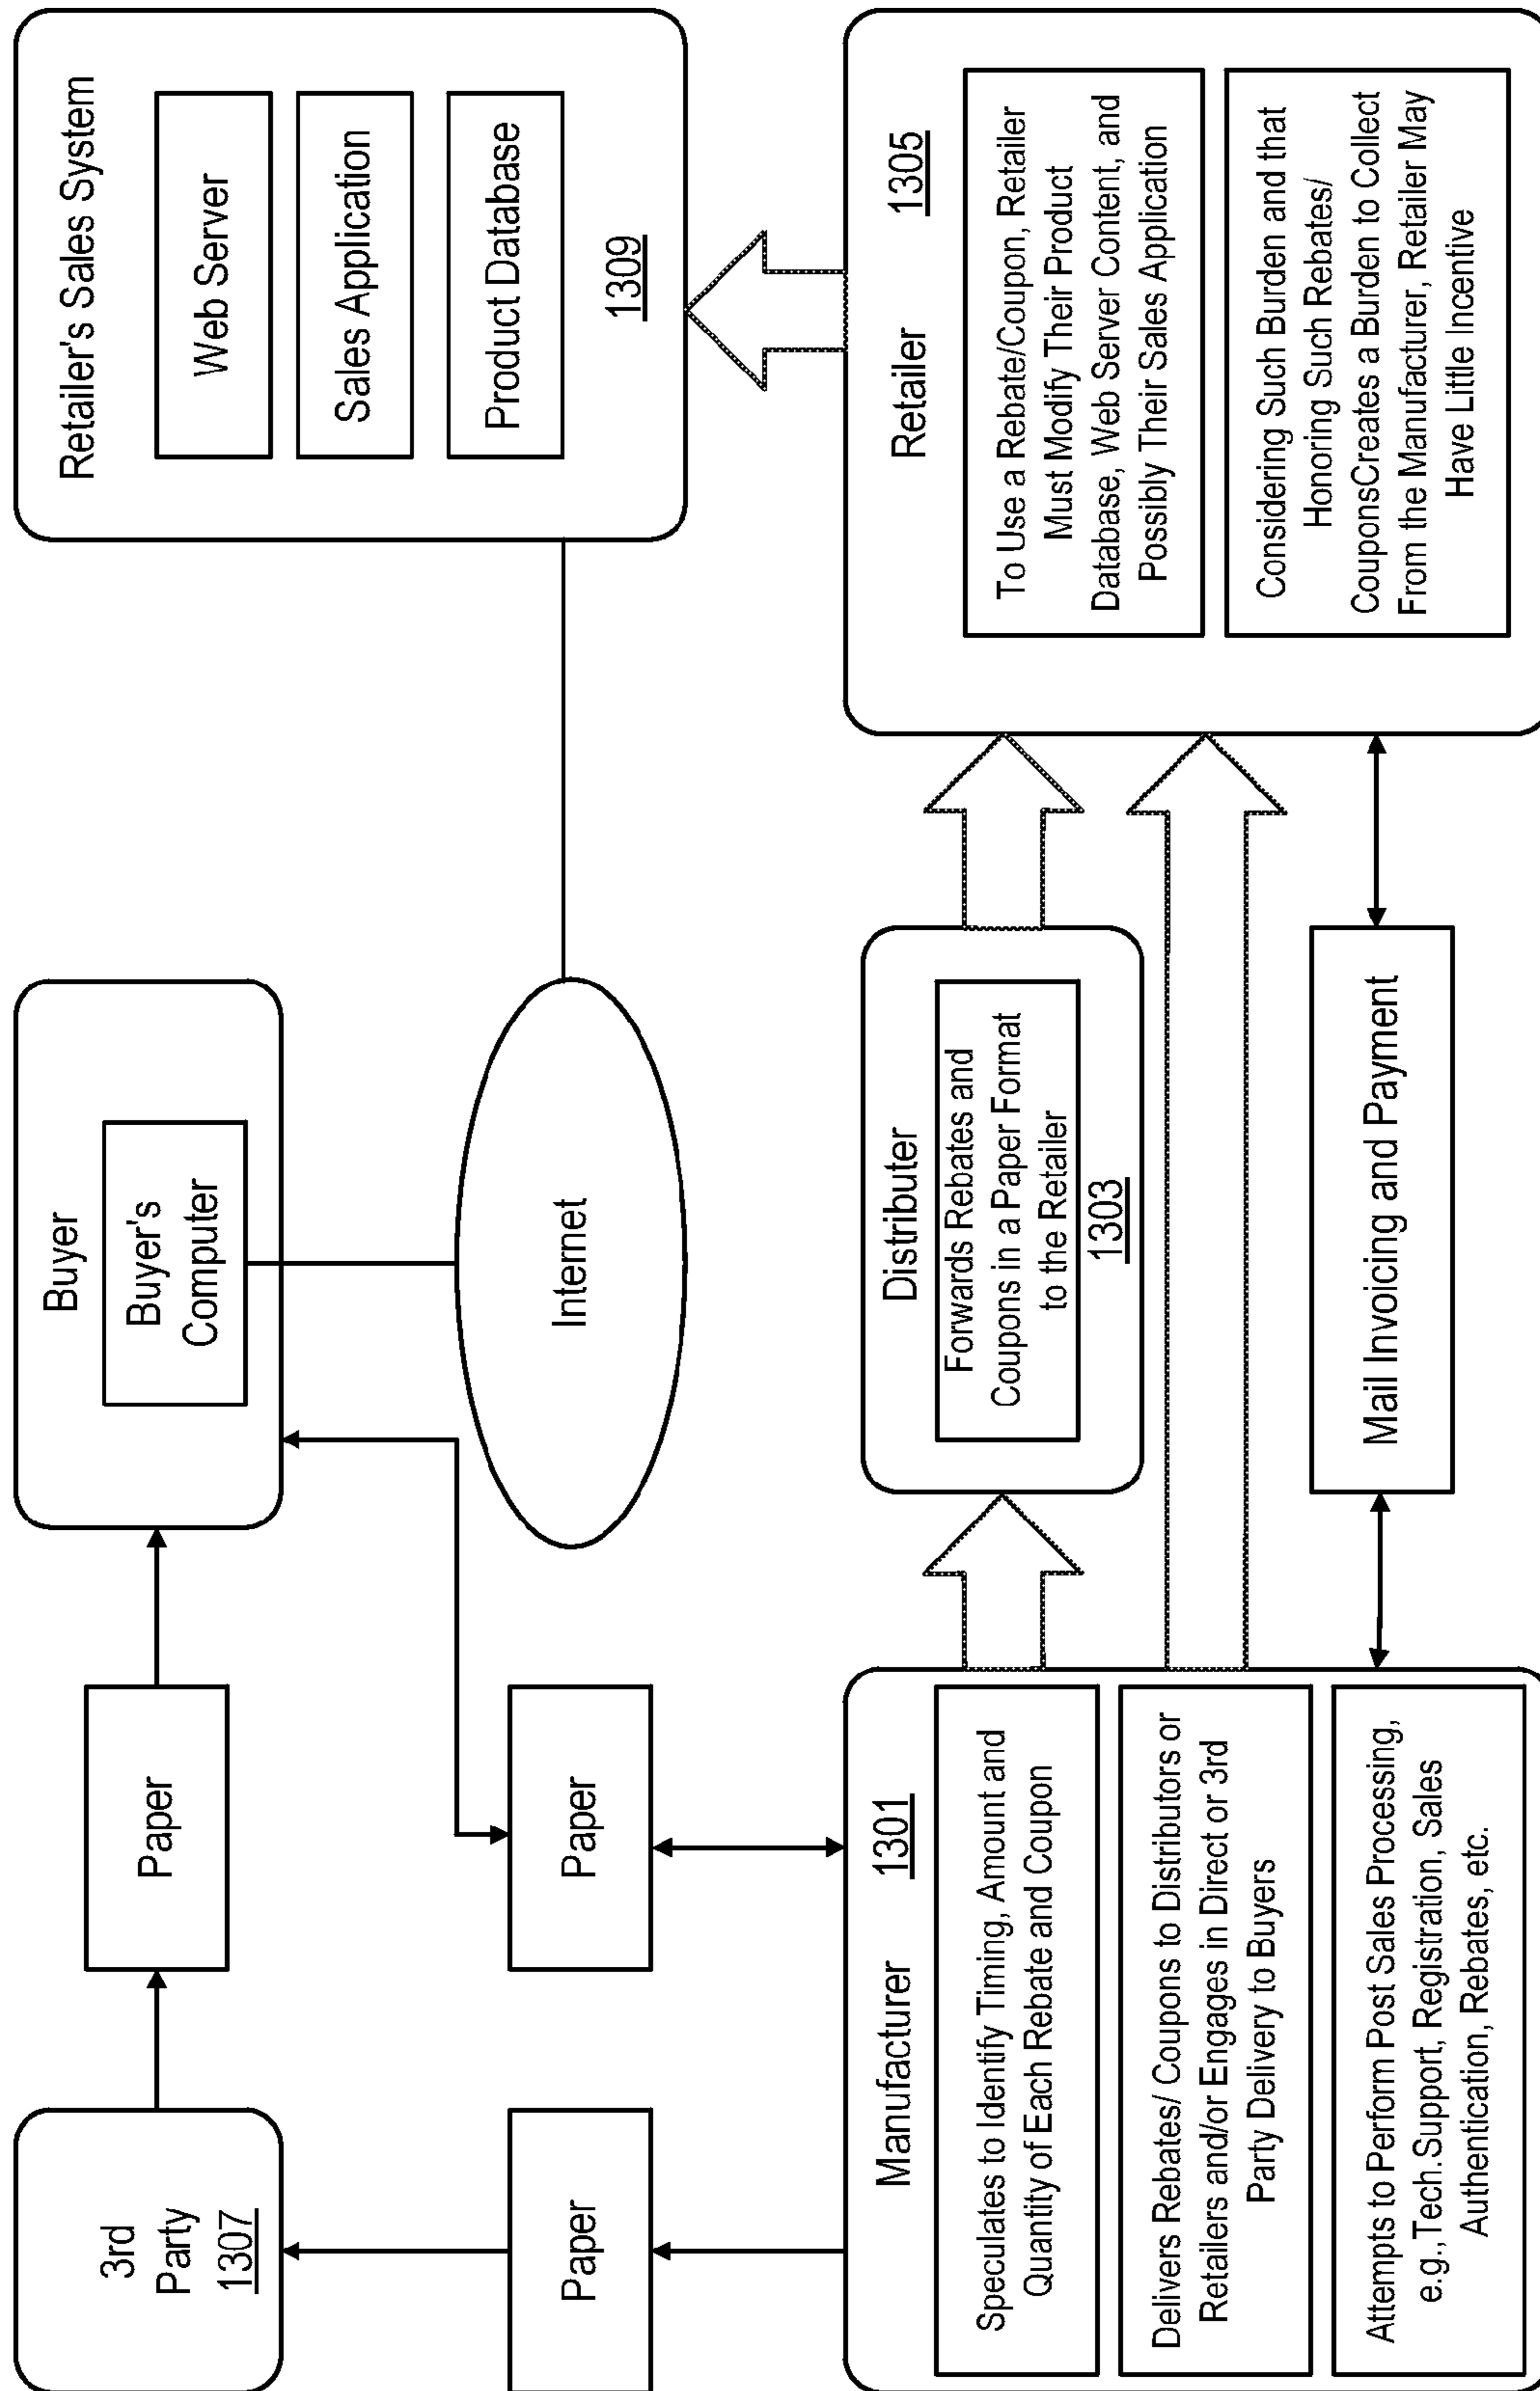 3rd
Party
1307
Paper
Paper
Paper
Buyer
Buyer's
Computer
Internet
Retailer's Sales System
Web Server
Sales Application
Product Database
1309
Manufacturer
1301
Speculates to Identify Timing, Amount and
Quantity of Each Rebate and Coupon
Delivers Rebates/ Coupons to Distributors or
Retailers and/or Engages in Direct or 3rd
Party Delivery to Buyers
Attempts to Perform Post Sales Processing,
e.g.,Tech.Support, Registration, Sales
Authentication, Rebates, etc.
Distributer
Forwards Rebates and
Coupons in a Paper Format
to the Retailer
1303
Mail Invoicing and Payment
Retailer
1305
To Use a Rebate/Coupon, Retailer
Must Modify Their Product
Database, Web Server Content, and
Possibly Their Sales Application
Considering Such Burden and that
Honoring Such Rebates/
CouponsCreates a Burden to Collect
From the Manufacturer, Retailer May
Have Little Incentive